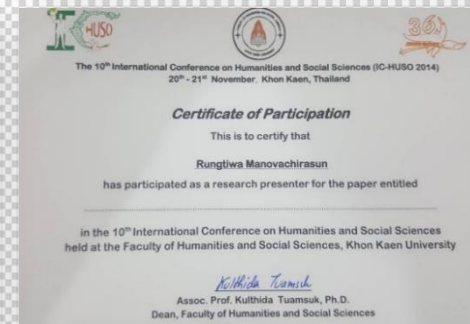 IC HUSO
36
The 10th International Conference on Humanities and Social Sciences (IC-HUSO 2014)
20th - 21st November, Khon Kaen, Thailand
Certificate of Participation
This is to certify that
Rungtiwa Manovachirasun
has participated as a research presenter for the paper entitled
in the 10th International Conference on Humanities and Social Sciences
held at the Faculty of Humanities and Social Sciences, Khon Kaen University
Kulthida Tuamsuk
Assoc. Prof. Kulthida Tuamsuk, Ph.D.
Dean, Faculty of Humanities and Social Sciences